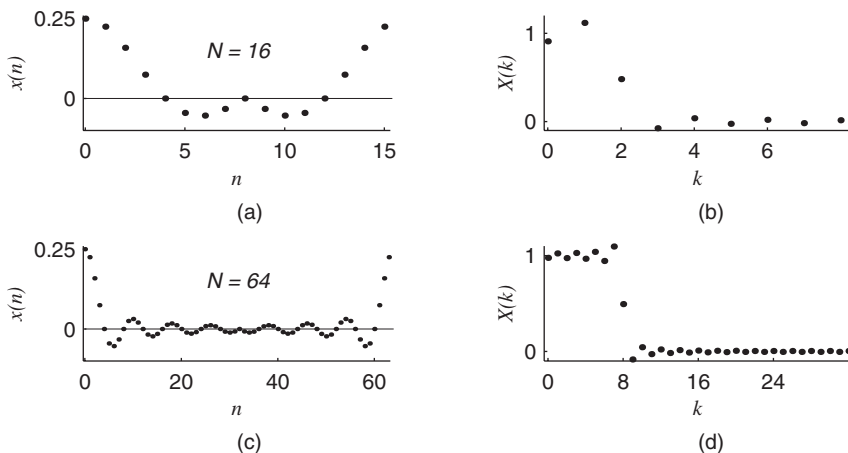 0.25
x(n)
N = 16
0
0 5 10 15
n
(a)
1
X(k)
0
0 2 4 6
k
(b)
0.25
x(n)
N = 64
0
0 20 40 60
n
(c)
1
X(k)
0
0 8 16 24
k
(d)